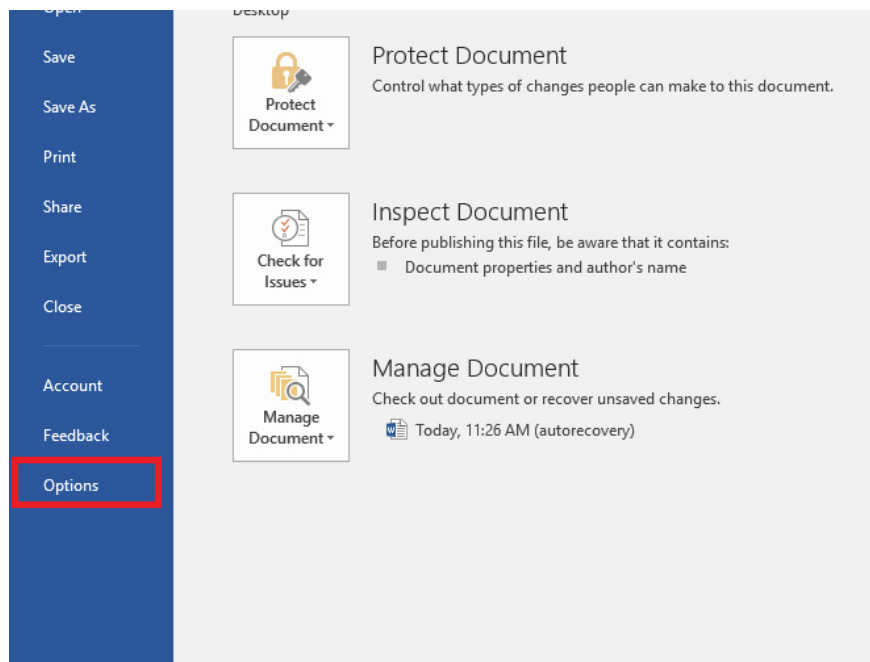 Open
Save
Save As
Print
Share
Export
Close
Account
Feedback
Options
Desktop
Protect
Document
Protect Document
Control what types of changes people can make to this document.
Check for
Issues
Inspect Document
Before publishing this file, be aware that it contains:
Document properties and author's name
Manage
Document
Manage Document
Check out document or recover unsaved changes.
Today, 11:26 AM (autorecovery)